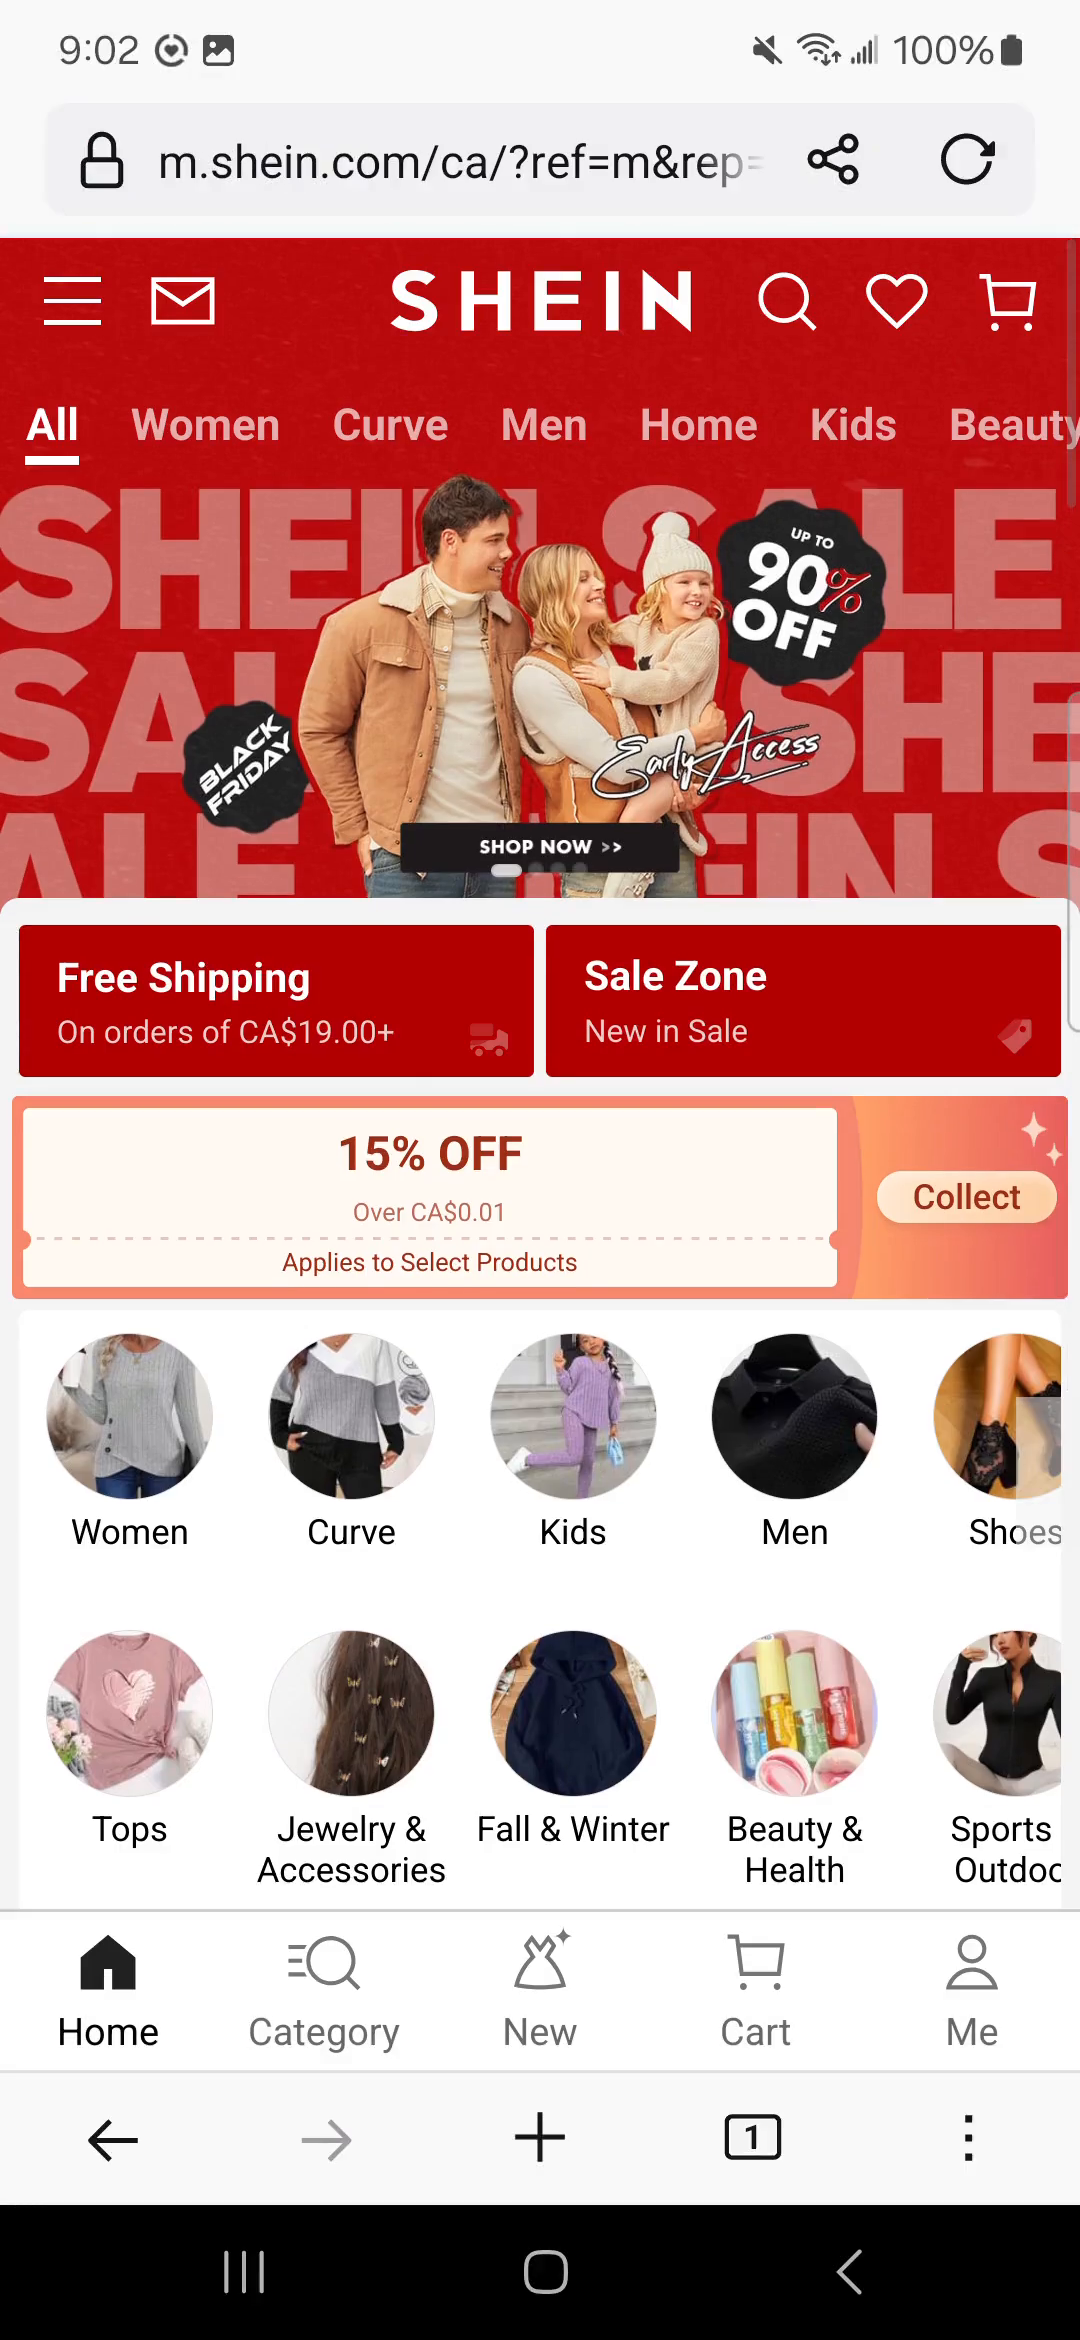 9:02
100%
m.shein.com/ca/?ref=m&rep=
SHEIN
All Women Curve Men Home Kids Beauty
SHEIN SALE
UP TO
90%
OFF
SALE SHE
BLACK
FRIDAY
Early Access
ALE EIN S
SHOP NOW >>
Free Shipping
On orders of CA$19.00+
Sale Zone
New in Sale
15% OFF
Over CA$0.01
Applies to Select Products
Collect
Women Curve Kids Men Shoes
Tops Jewelry & Accessories Fall & Winter Beauty & Health Sports Outdoo
Home Category New Cart Me
1